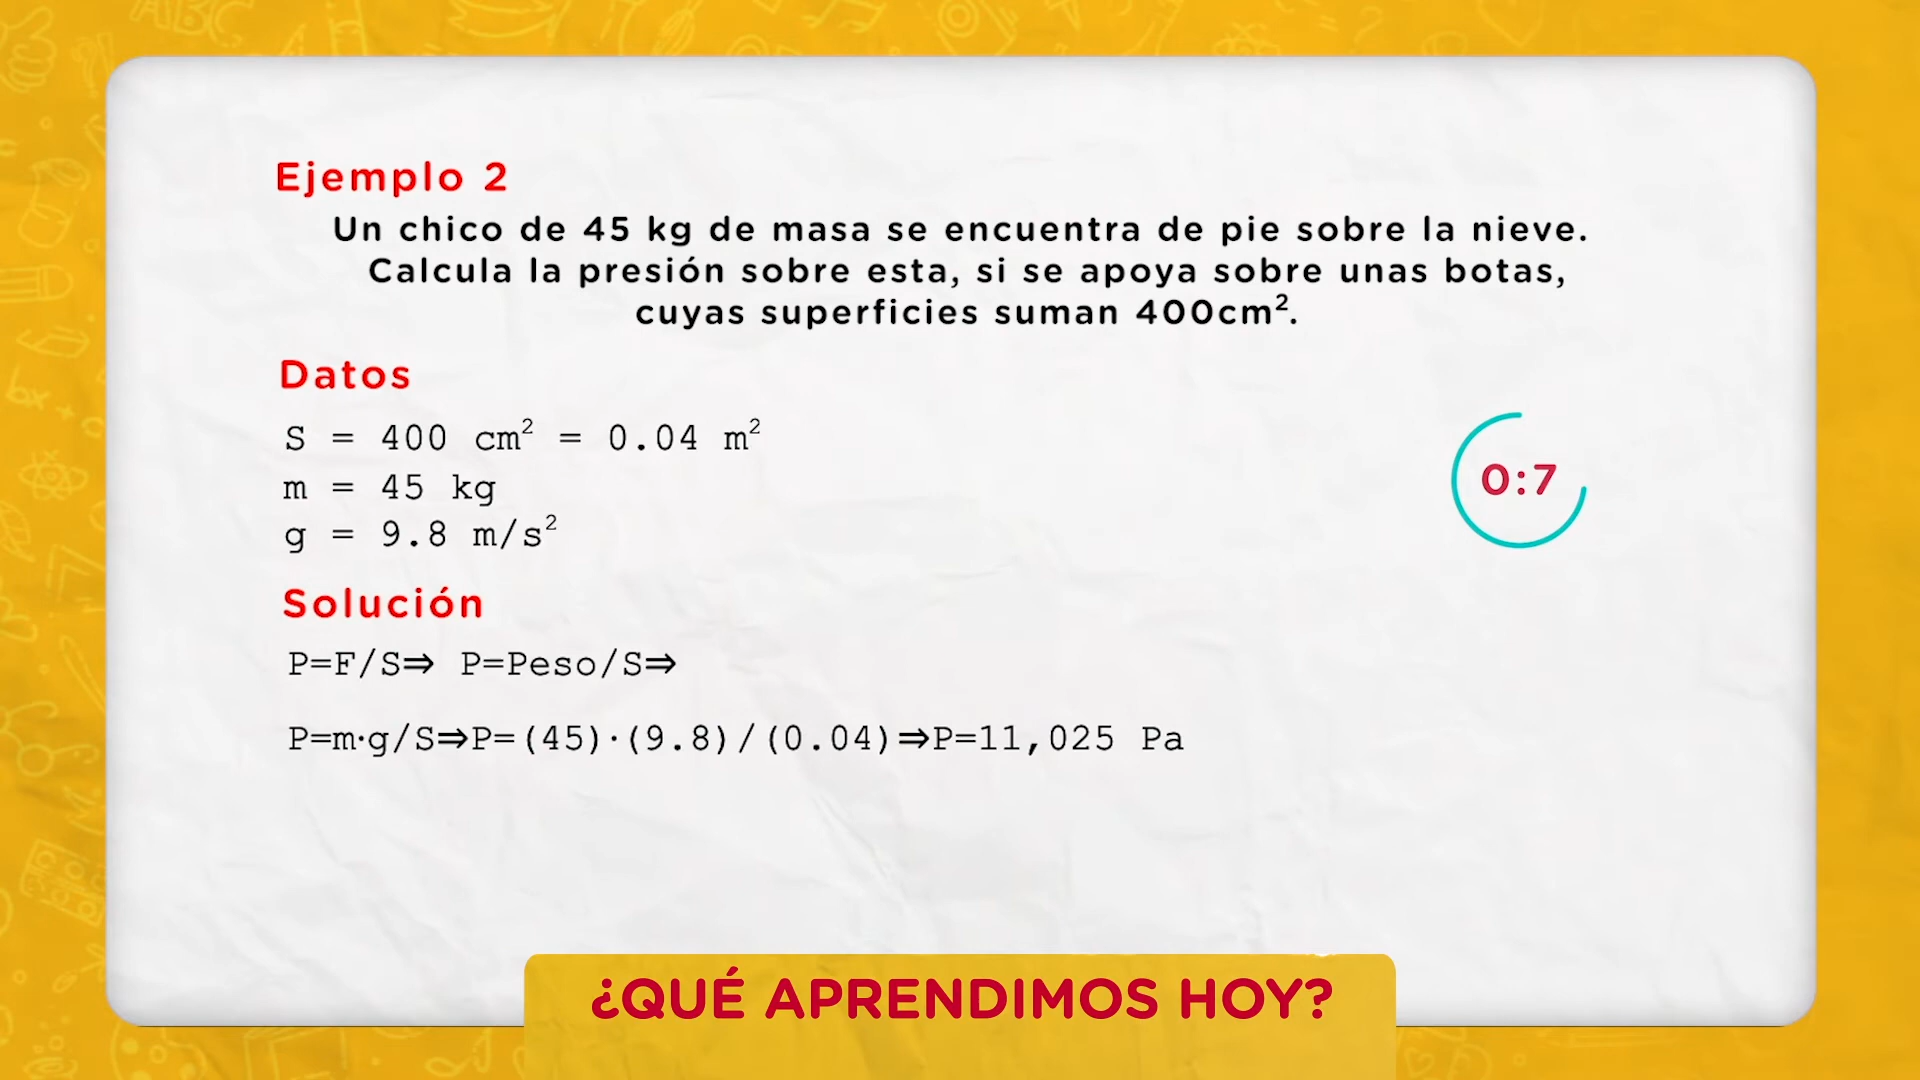 Ejemplo 2
Un chico de 45 kg de masa se encuentra de pie sobre la nieve.
Calcula la presión sobre esta, si se apoya sobre unas botas,
cuyas superficies suman 400cm².
Datos
S = 400 cm² = 0.04 m²
m = 45 kg
g = 9.8 m/s²
0:7
Solución
P=F/S⇒ P=Peso/S⇒
P=m·g/S⇒P=(45)·(9.8)/(0.04)⇒P=11,025 Pa
¿QUÉ APRENDIMOS HOY?